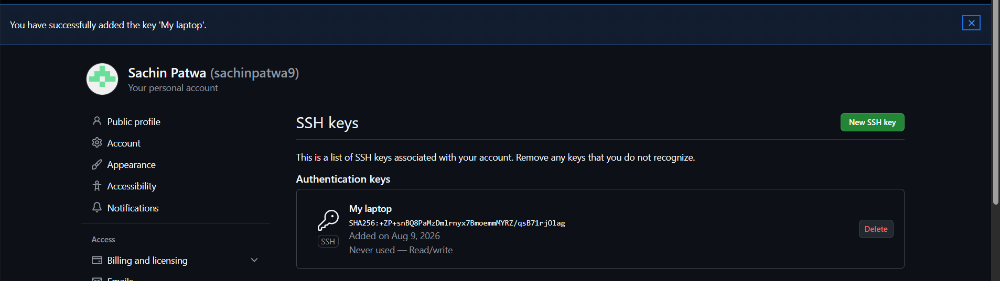 You have successfully added the key 'My laptop'.
Sachin Patwa (sachinpatwa9)
Your personal account
Public profile
Account
Appearance
Accessibility
Notifications
Access
Billing and licensing
Emails
SSH keys
New SSH key
This is a list of SSH keys associated with your account. Remove any keys that you do not recognize.
Authentication keys
My laptop
SHA256:+ZP+snBQ8PaMzDmlrnyx7BmoemmMYRZ/qsB71rjOlag
Added on Aug 9, 2026
Never used — Read/write
SSH
Delete